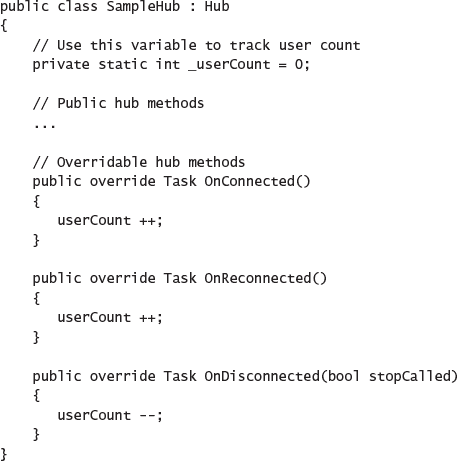 public class SampleHub : Hub
{
    // Use this variable to track user count
    private static int _userCount = 0;

    // Public hub methods
    ...

    // Overridable hub methods
    public override Task OnConnected()
    {
       userCount ++;
    }

    public override Task OnReconnected()
    {
       userCount ++;
    }

    public override Task OnDisconnected(bool stopCalled)
    {
       userCount --;
    }
}